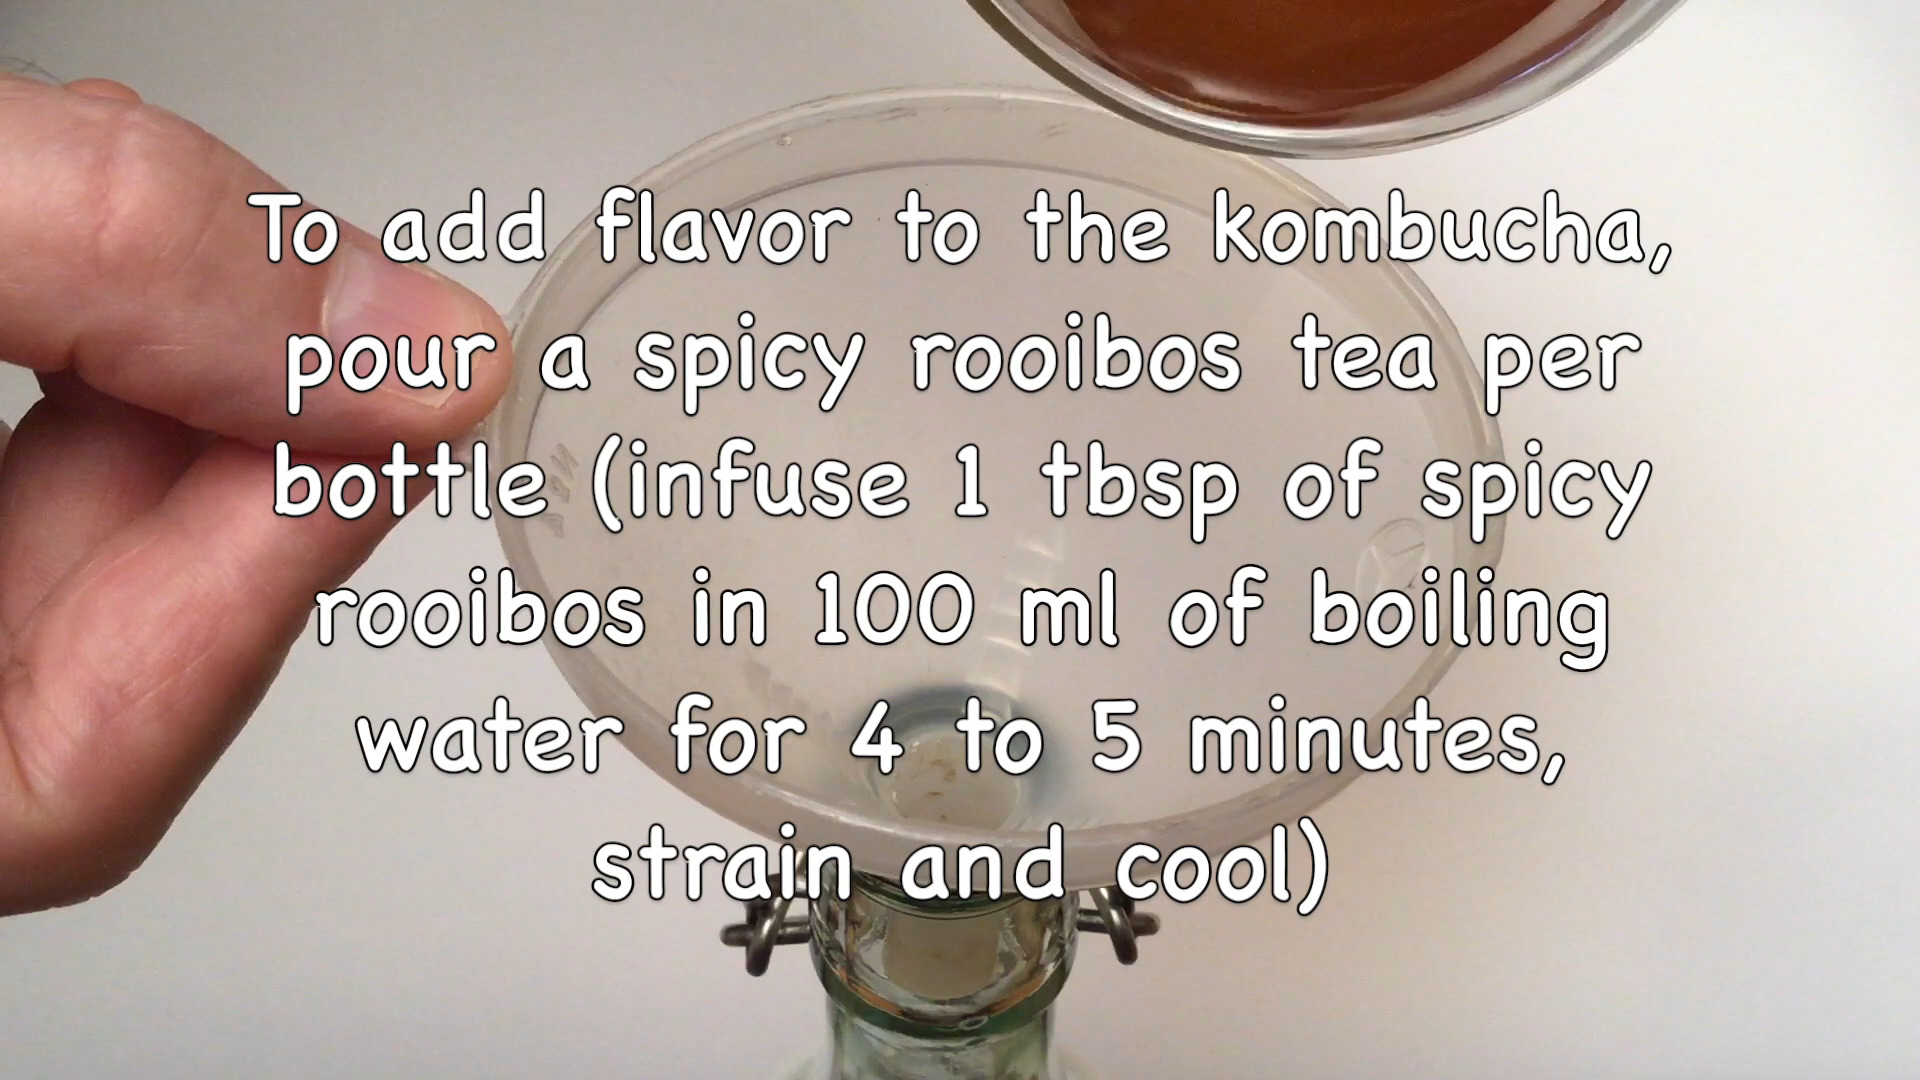 To add flavor to the kombucha,
pour a spicy rooibos tea per
bottle (infuse 1 tbsp of spicy
rooibos in 100 ml of boiling
water for 4 to 5 minutes,
strain and cool)